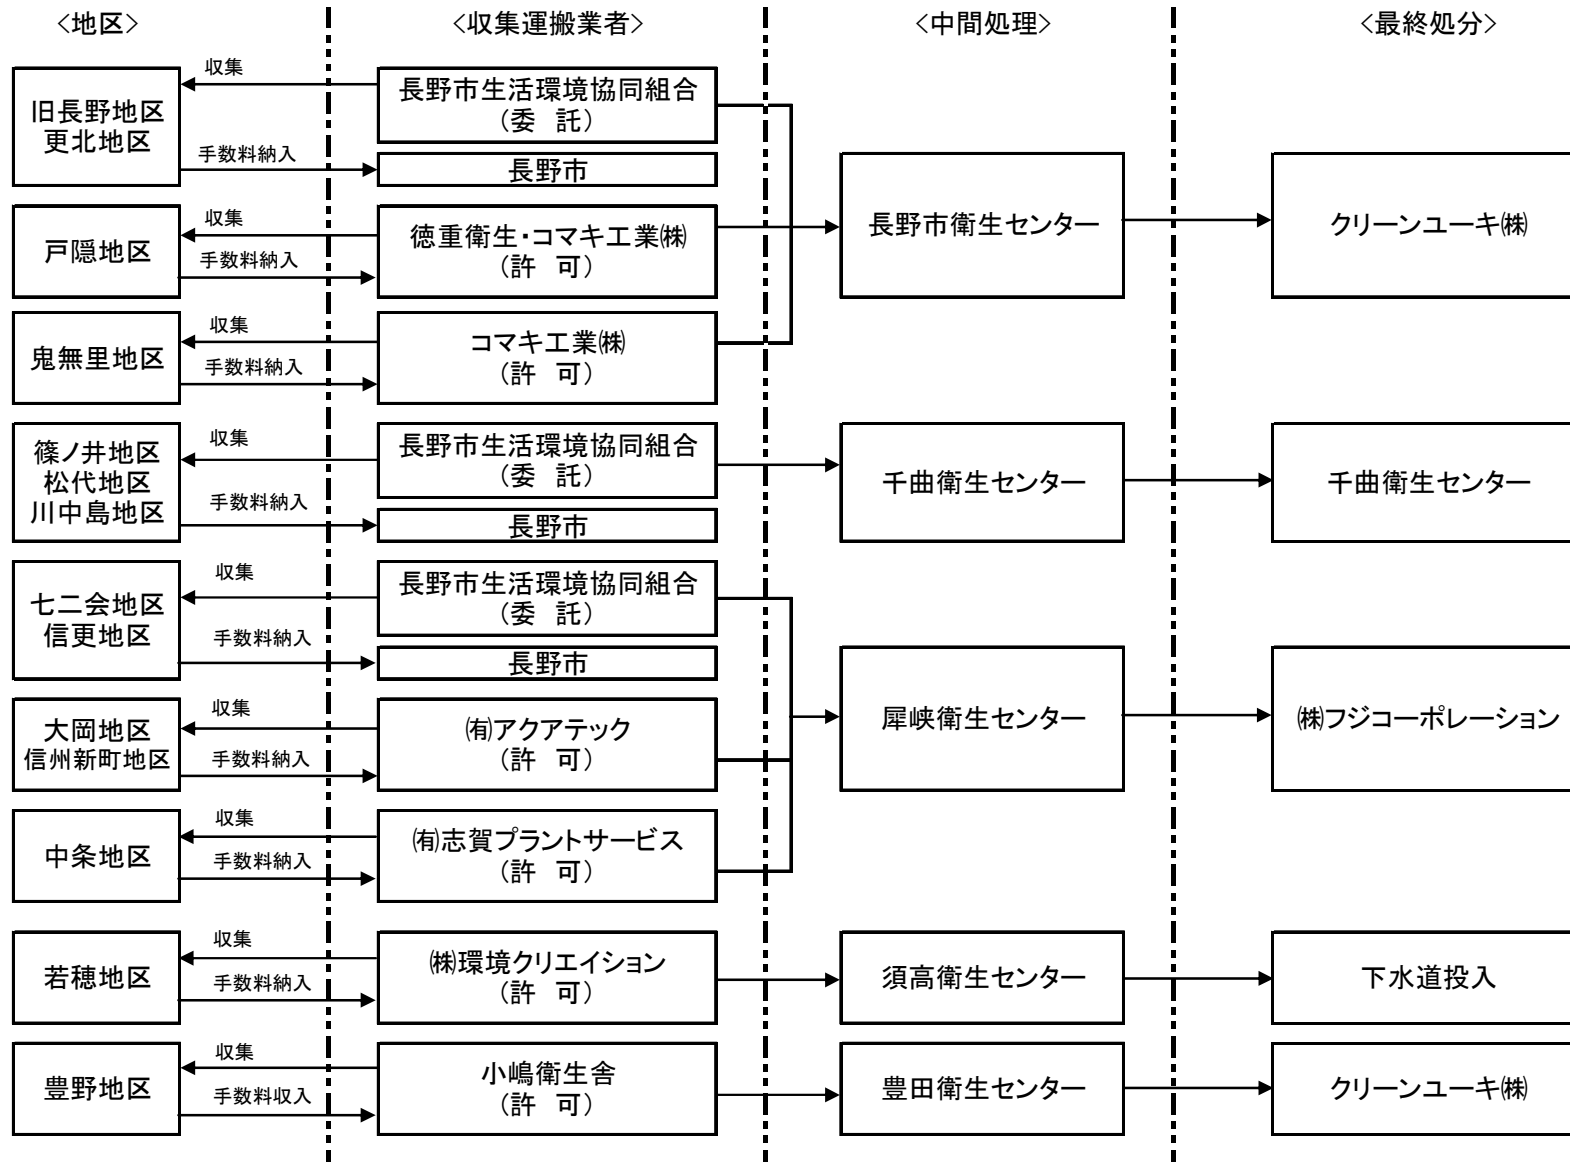 <地区>
<収集運搬業者>
<中間処理>
<最終処分>
旧長野地区
更北地区
収集
手数料納入
長野市生活環境協同組合
（委　託）
長野市
戸隠地区
収集
手数料納入
徳重衛生・コマキ工業㈱
（許　可）
鬼無里地区
収集
手数料納入
コマキ工業㈱
（許　可）
長野市衛生センター
クリーンユーキ㈱
篠ノ井地区
松代地区
川中島地区
収集
手数料納入
長野市生活環境協同組合
（委　託）
長野市
千曲衛生センター
千曲衛生センター
七二会地区
信更地区
収集
手数料納入
長野市生活環境協同組合
（委　託）
長野市
大岡地区
信州新町地区
収集
手数料納入
㈲アクアテック
（許　可）
中条地区
収集
手数料納入
㈲志賀プラントサービス
（許　可）
犀峡衛生センター
㈱フジコーポレーション
若穂地区
収集
手数料納入
㈱環境クリエイション
（許　可）
須高衛生センター
下水道投入
豊野地区
収集
手数料収入
小嶋衛生舎
（許　可）
豊田衛生センター
クリーンユーキ㈱